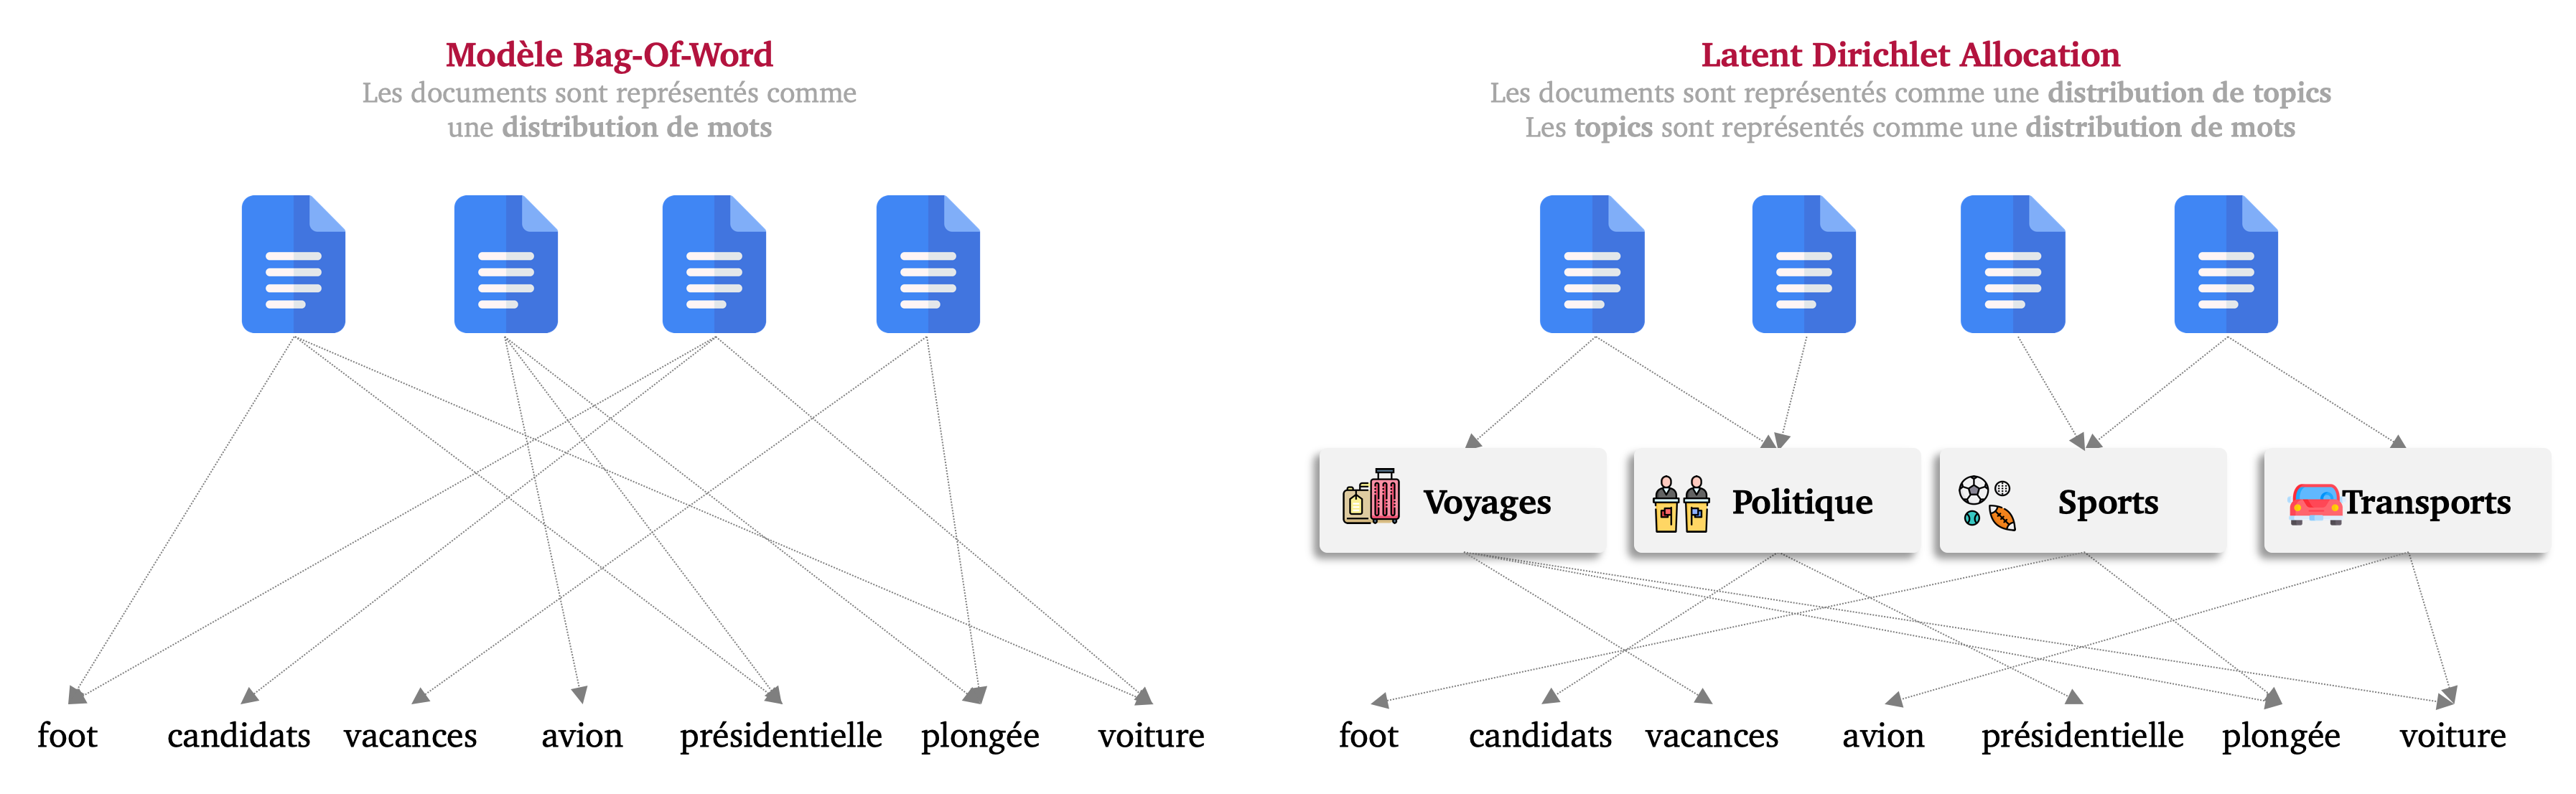 Modèle Bag-Of-Word
Les documents sont représentés comme
une distribution de mots
foot
candidats
vacances
avion
présidentielle
plongée
voiture
Latent Dirichlet Allocation
Les documents sont représentés comme une distribution de topics
Les topics sont représentés comme une distribution de mots
Voyages
Politique
Sports
Transports
foot
candidats
vacances
avion
présidentielle
plongée
voiture